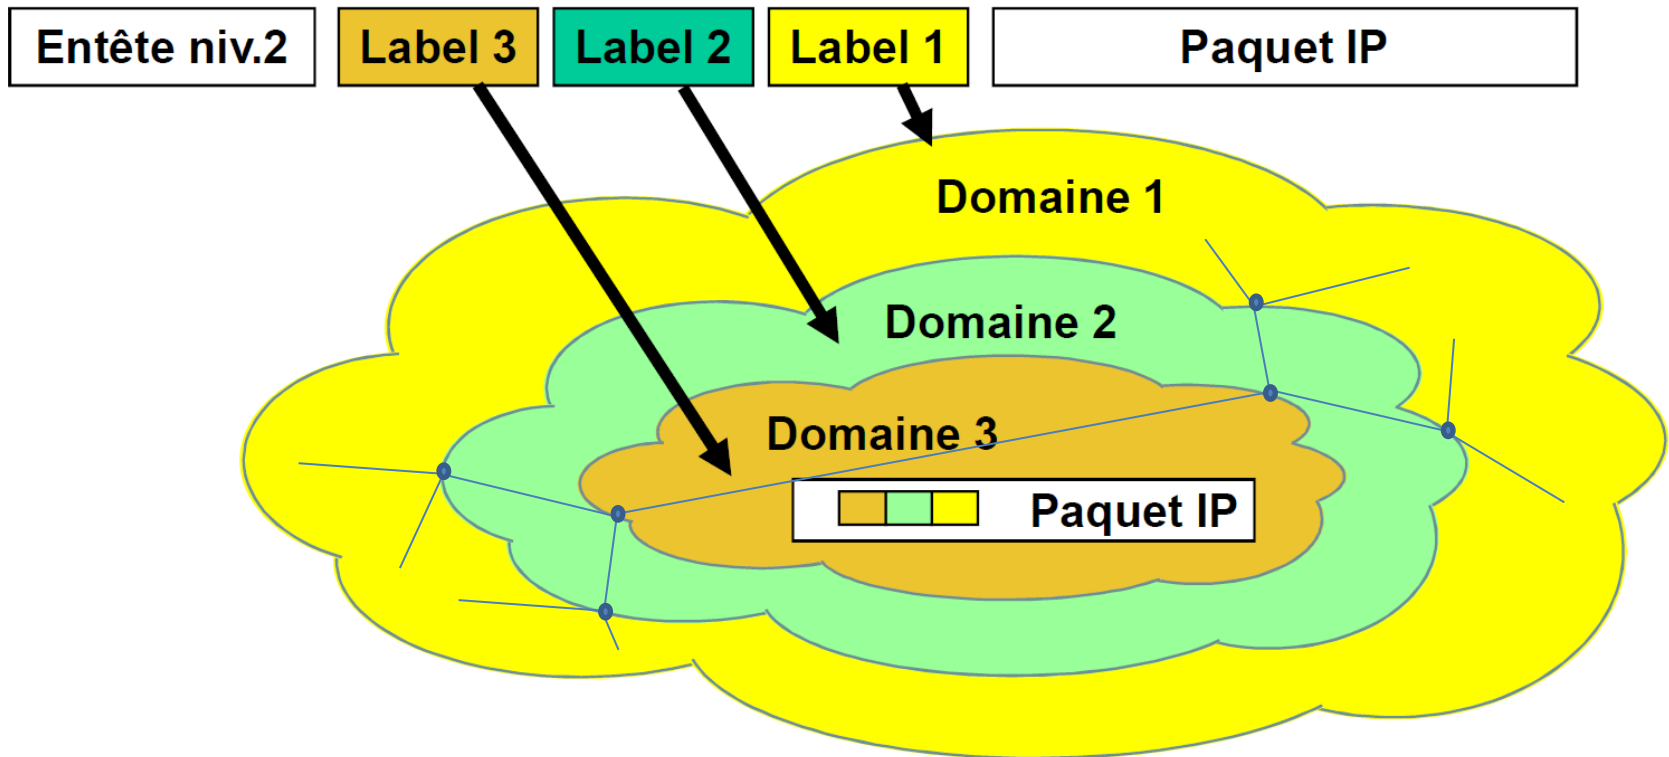 Entête niv.2 Label 3 Label 2 Label 1 Paquet IP
Domaine 1
Domaine 2
Domaine 3
Paquet IP